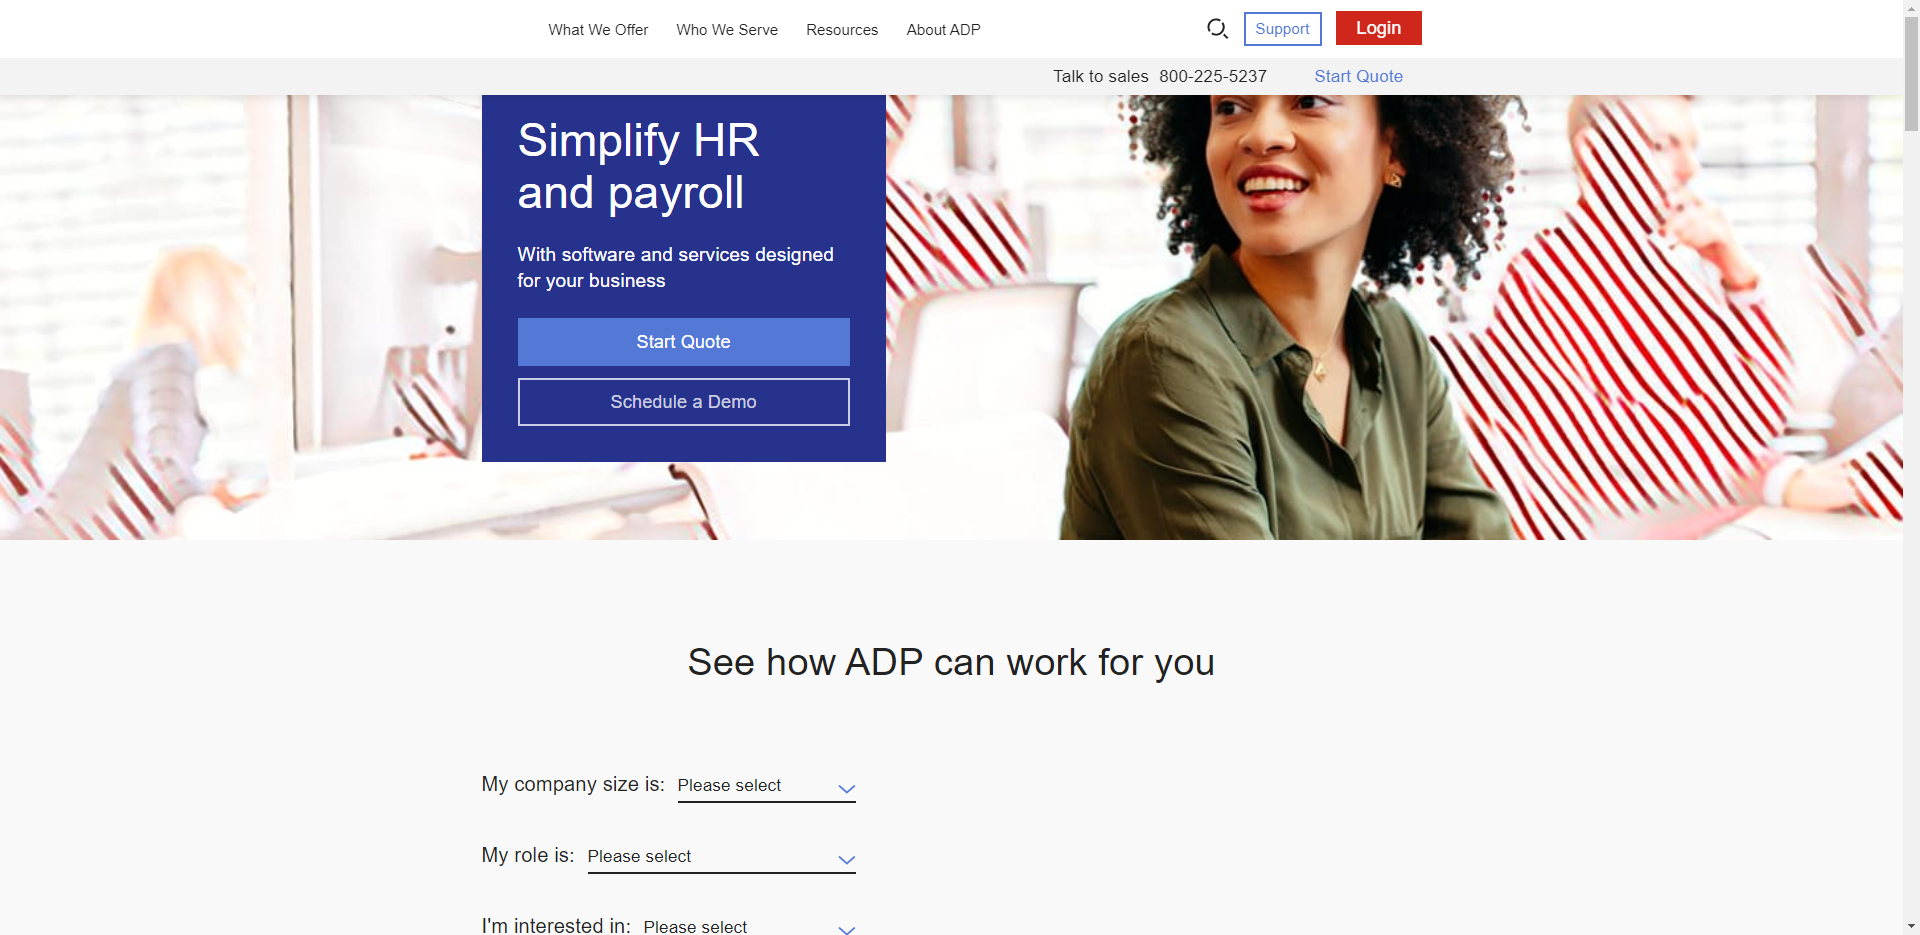 What We Offer Who We Serve Resources About ADP Support Login
Talk to sales 800-225-5237 Start Quote
Simplify HR
and payroll
With software and services designed
for your business
Start Quote
Schedule a Demo
See how ADP can work for you
My company size is: Please select
My role is: Please select
I'm interested in: Please select